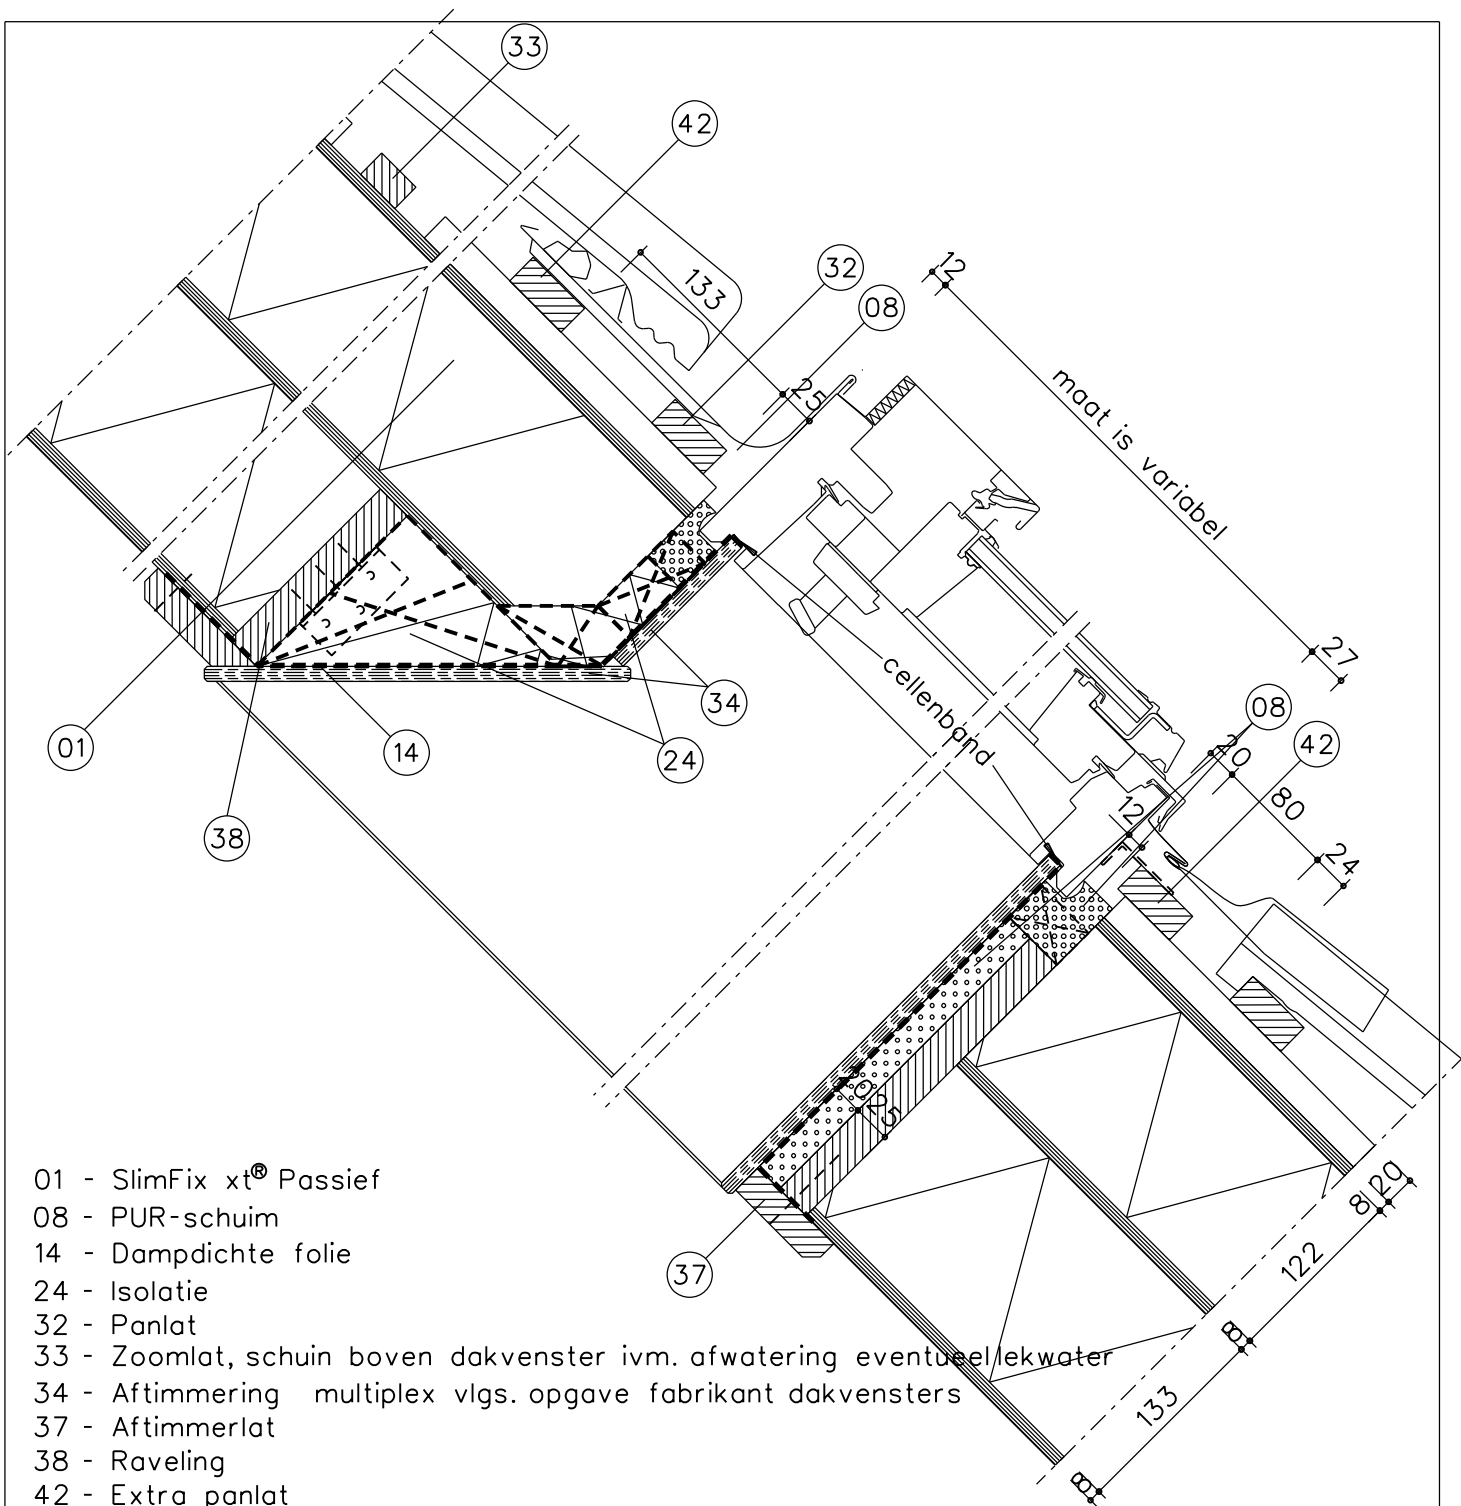 33
42
133
32
08
25
12
maat is variabel
27
cellenband
08
42
20
80
24
12
34
24
14
01
38
20
25
37
8
20
122
8
133
8
01 - SlimFix xt® Passief
08 - PUR-schuim
14 - Dampdichte folie
24 - Isolatie
32 - Panlat
33 - Zoomlat, schuin boven dakvenster ivm. afwatering eventueel lekwater
34 - Aftimmering multiplex vlgs. opgave fabrikant dakvensters
37 - Aftimmerlat
38 - Raveling
42 - Extra panlat